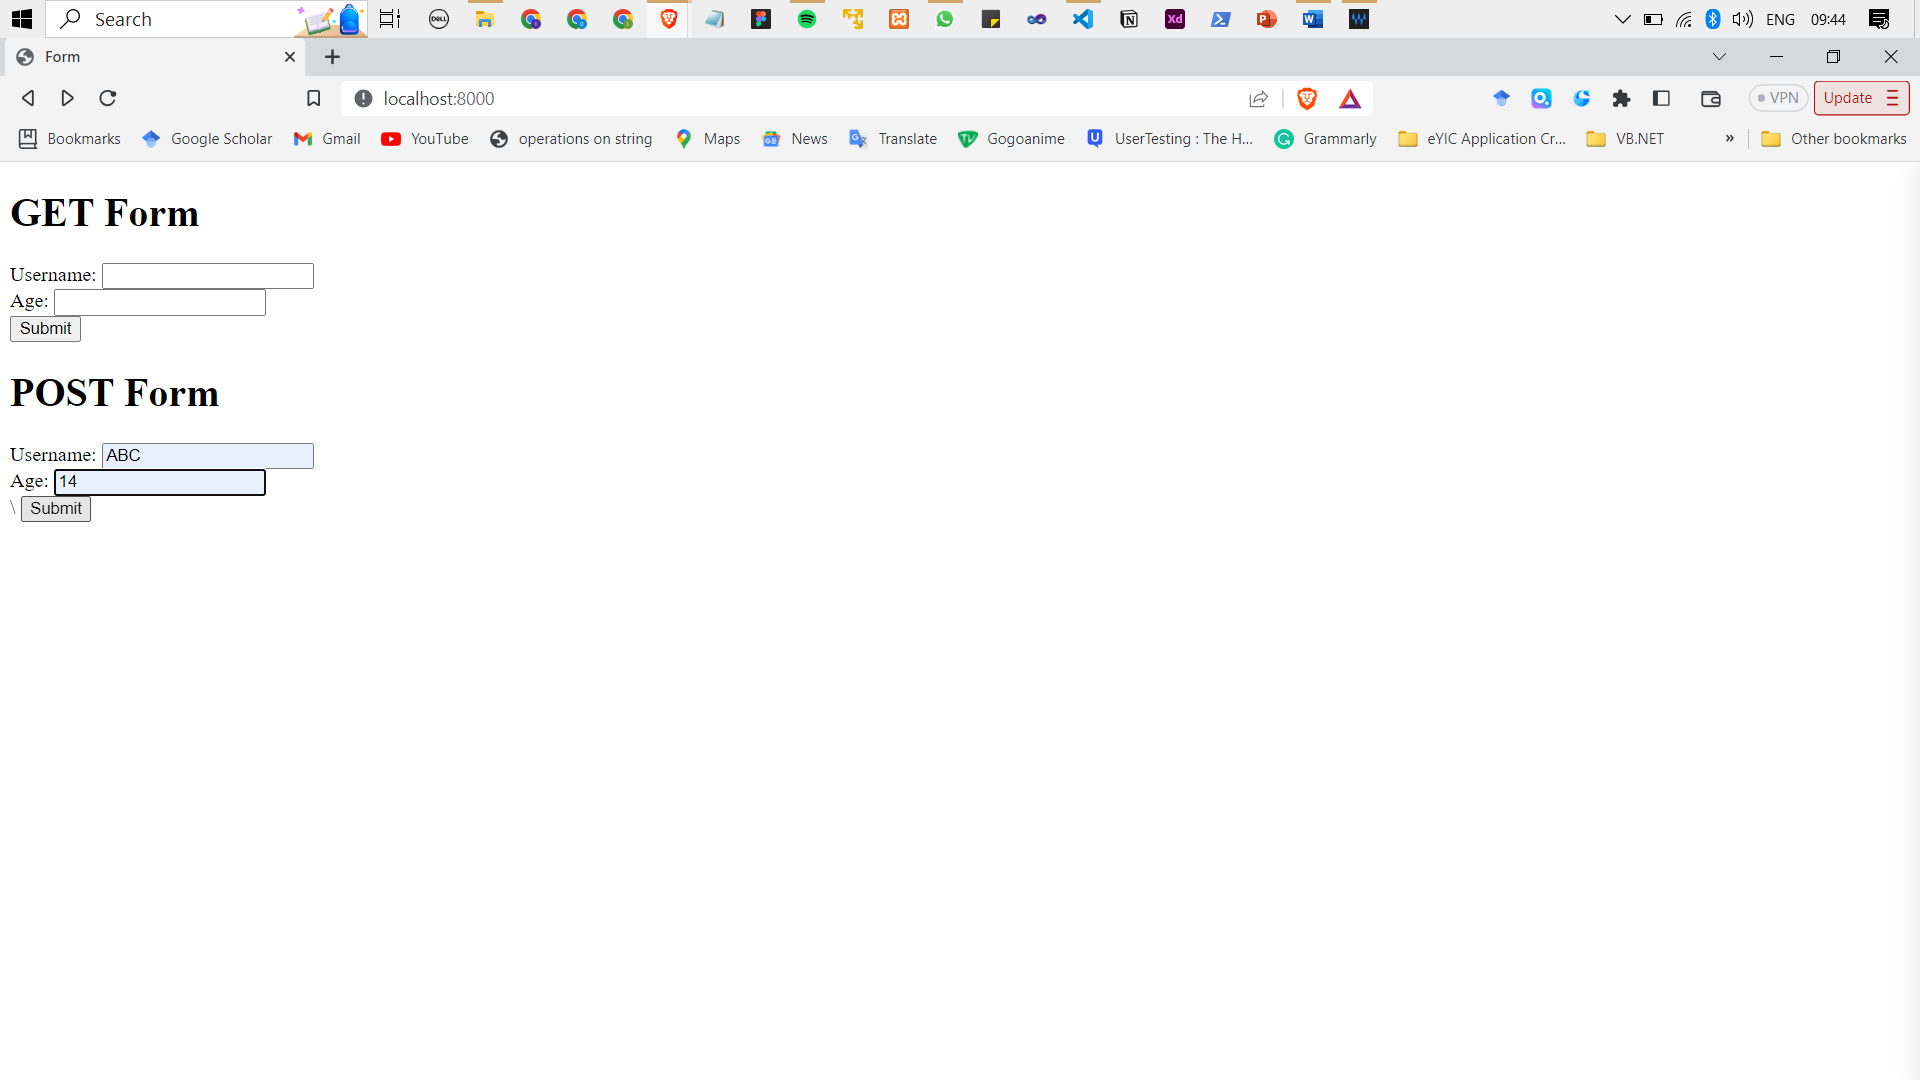 Search
DELL
Xd
ENG 09:44
Form
localhost:8000
VPN
Update
Bookmarks
Google Scholar
Gmail
YouTube
operations on string
Maps
News
Translate
Gogoanime
UserTesting : The H...
Grammarly
eYIC Application Cr...
VB.NET
»
Other bookmarks
GET Form
Username:
Age:
Submit
POST Form
Username: ABC
Age: 14
\ Submit